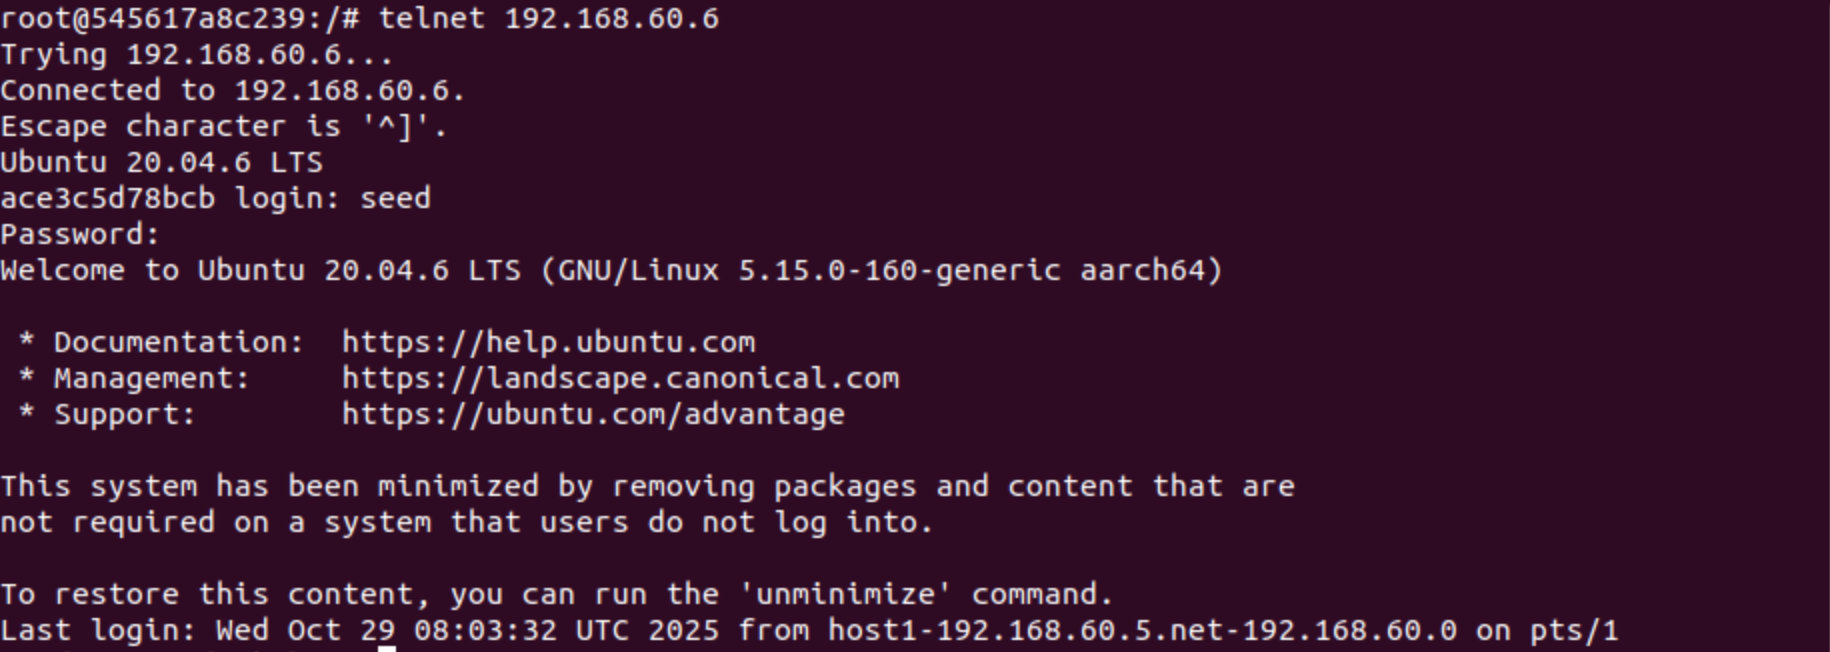 root@545617a8c239:/# telnet 192.168.60.6
Trying 192.168.60.6...
Connected to 192.168.60.6.
Escape character is '^]'.
Ubuntu 20.04.6 LTS
ace3c5d78bcb login: seed
Password:
Welcome to Ubuntu 20.04.6 LTS (GNU/Linux 5.15.0-160-generic aarch64)
 * Documentation:  https://help.ubuntu.com
 * Management:     https://landscape.canonical.com
 * Support:        https://ubuntu.com/advantage
This system has been minimized by removing packages and content that are
not required on a system that users do not log into.
To restore this content, you can run the 'unminimize' command.
Last login: Wed Oct 29 08:03:32 UTC 2025 from host1-192.168.60.5.net-192.168.60.0 on pts/1